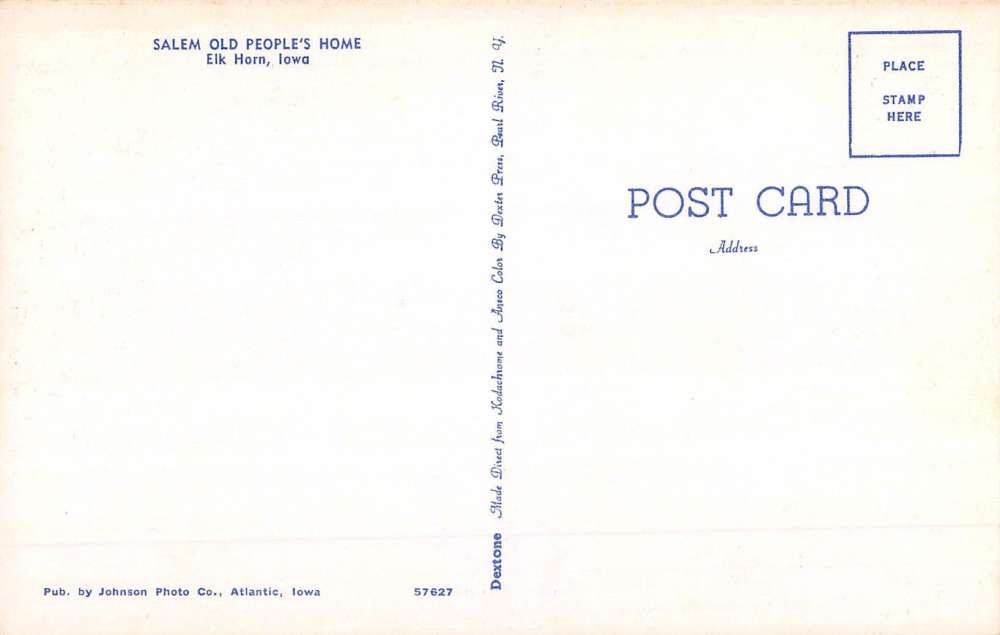 SALEM OLD PEOPLE'S HOME
Elk Horn, Iowa
Pub. by Johnson Photo Co., Atlantic, Iowa
57627
Dextone Made Direct from Kodachrome and Ansco Color By Dexter Press, Pearl River, N. Y.
PLACE
STAMP
HERE
POST CARD
Address